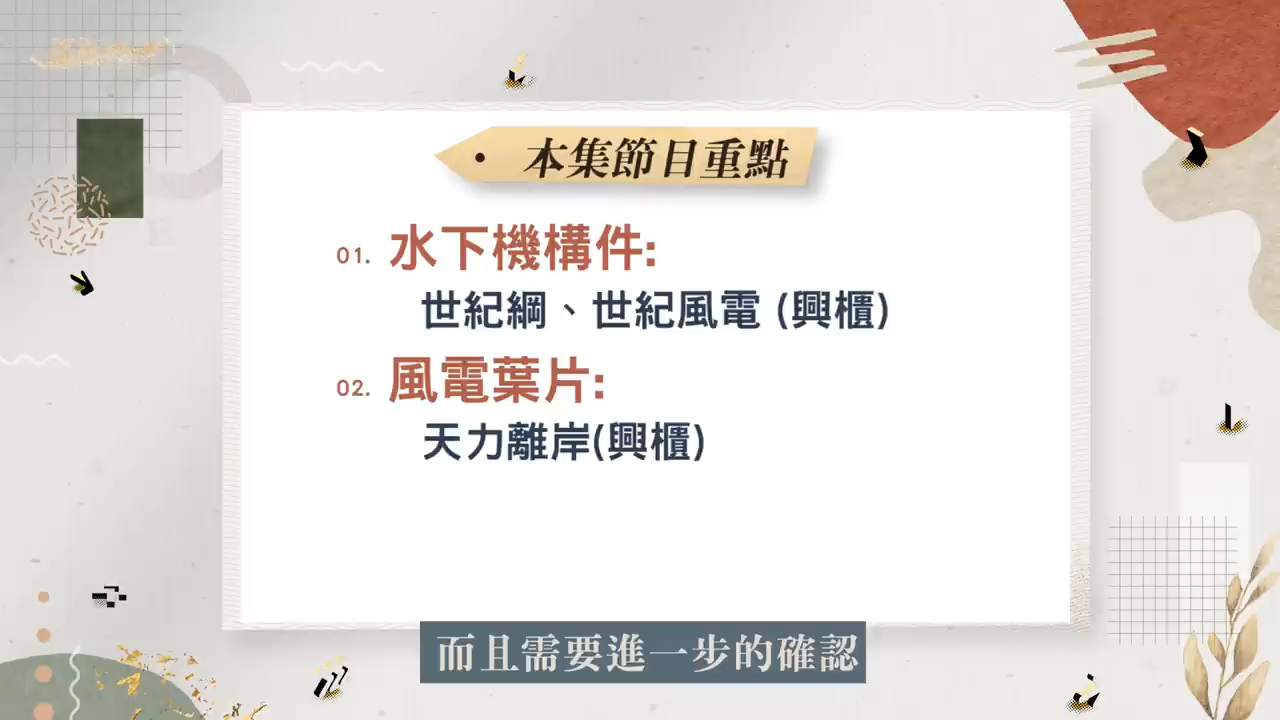 本集節目重點
01. 水下機構件:
世紀綱、世紀風電 (興櫃)
02. 風電葉片:
天力離岸(興櫃)
而且需要進一步的確認